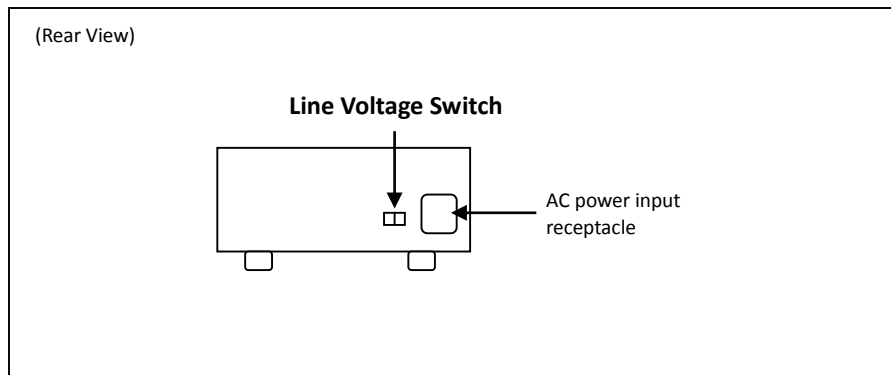 (Rear View)
Line Voltage Switch
AC power input
receptacle